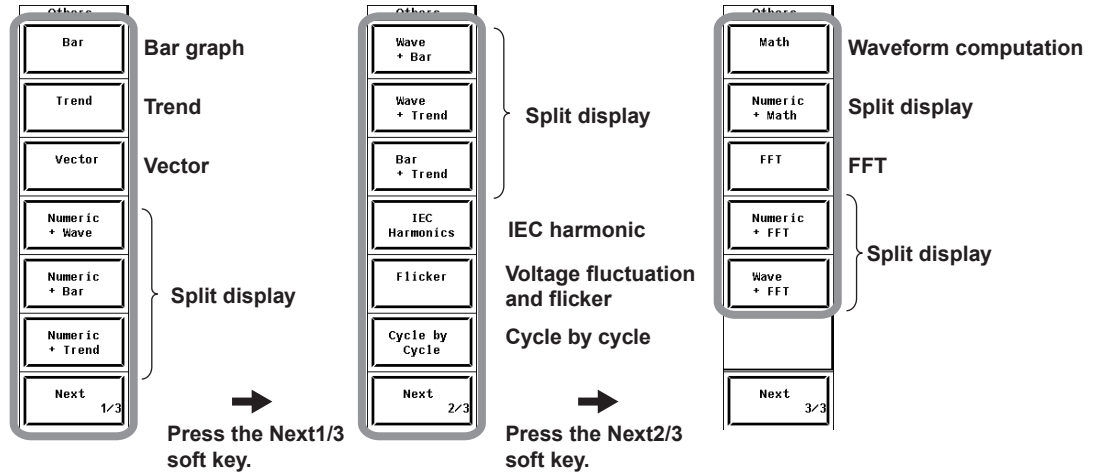 Others
Bar
Bar graph
Trend
Trend
Vector
Vector
Numeric
+ Wave
Numeric
+ Bar
Split display
Numeric
+ Trend
Next
1/3
Press the Next1/3
soft key.
Others
Wave
+ Bar
Wave
+ Trend
Split display
Bar
+ Trend
IEC
Harmonics
IEC harmonic
Flicker
Voltage fluctuation
and flicker
Cycle by
Cycle
Cycle by cycle
Next
2/3
Press the Next2/3
soft key.
Others
Math
Waveform computation
Numeric
+ Math
Split display
FFT
FFT
Numeric
+ FFT
Split display
Wave
+ FFT
Next
3/3